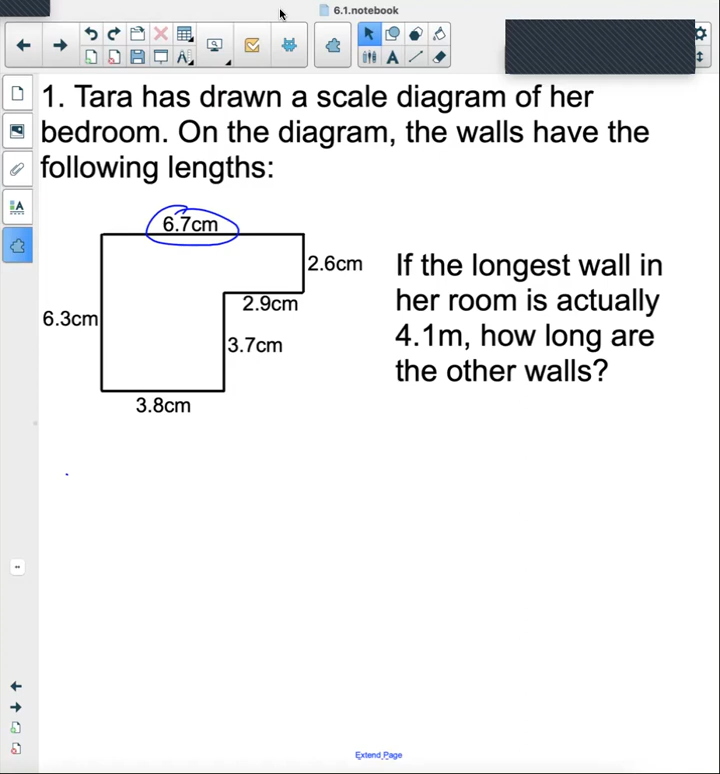 6.1.notebook
1. Tara has drawn a scale diagram of her
bedroom. On the diagram, the walls have the
following lengths:
6.7cm
2.6cm
2.9cm
6.3cm
3.7cm
3.8cm
If the longest wall in
her room is actually
4.1m, how long are
the other walls?
Extend Page